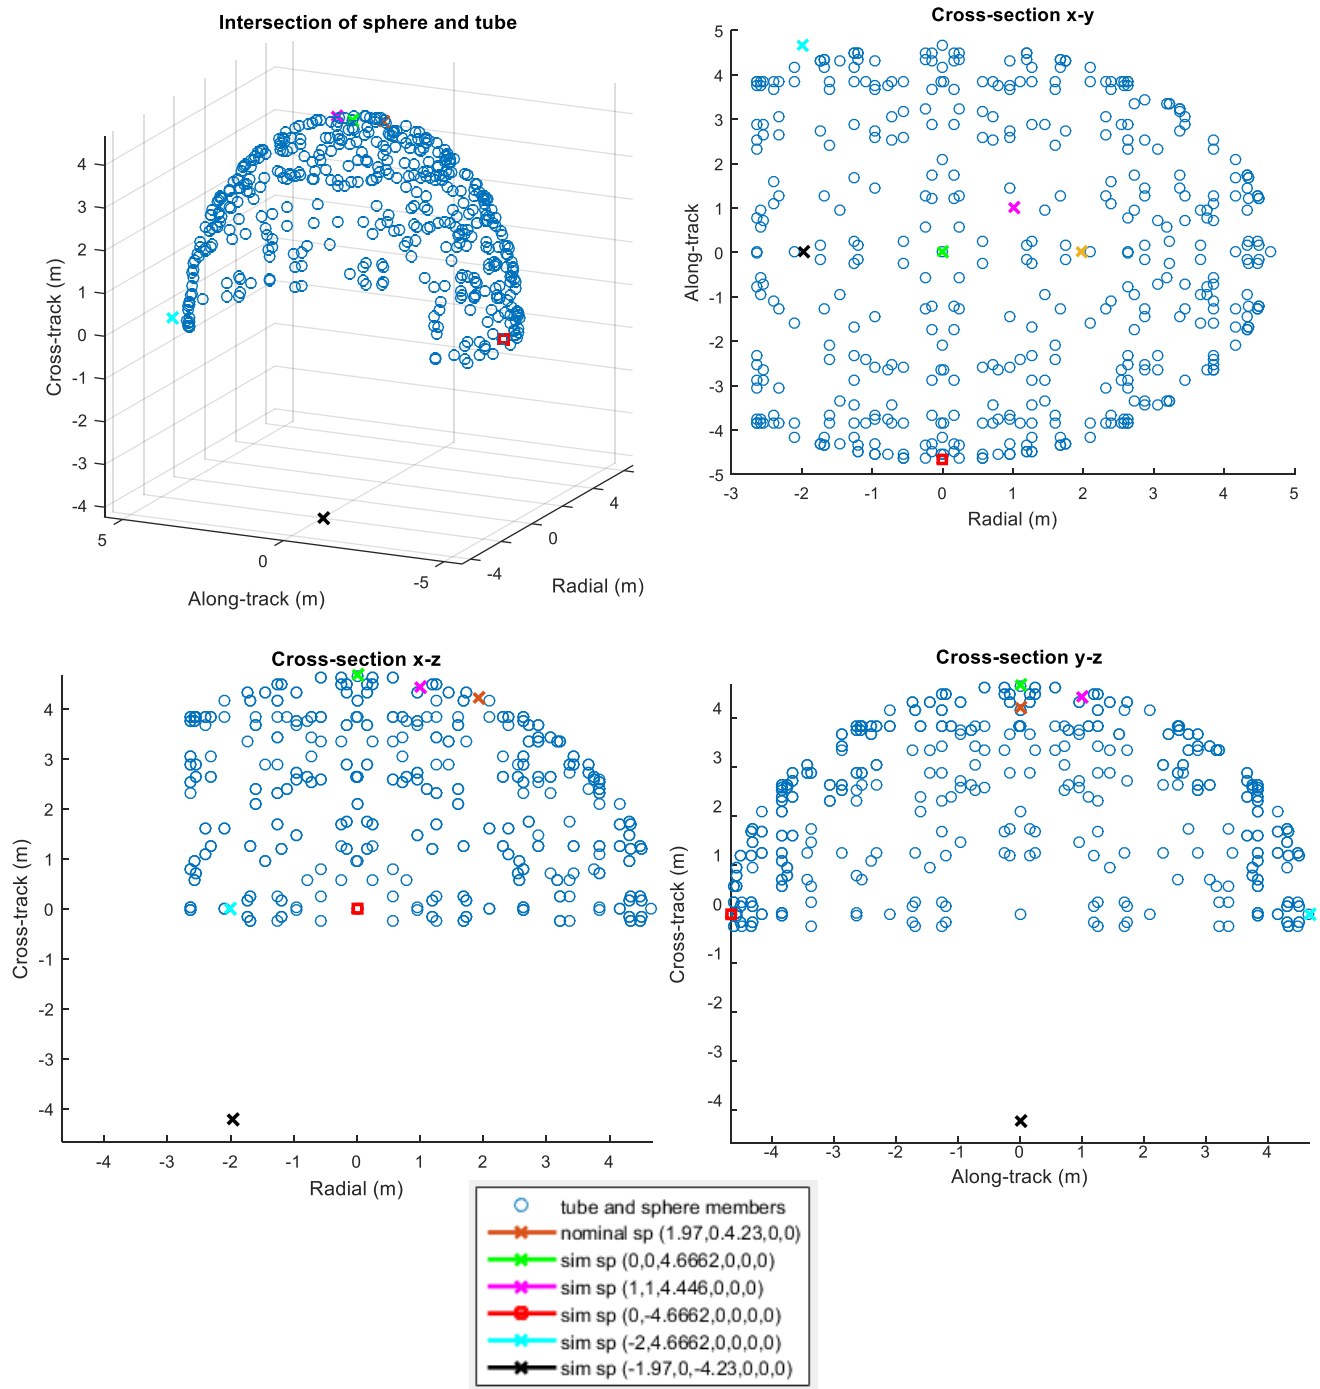 Intersection of sphere and tube
4
3
2
1
0
-1
-2
-3
-4
Cross-track (m)
5
0
-5
Along-track (m)
-4
0
4
Radial (m)
Cross-section x-y
5
4
3
2
1
0
-1
-2
-3
-4
-5
Along-track
-3 -2 -1 0 1 2 3 4 5
Radial (m)
Cross-section x-z
4
3
2
1
0
-1
-2
-3
-4
Cross-track (m)
-4 -3 -2 -1 0 1 2 3 4
Radial (m)
Cross-section y-z
4
3
2
1
0
-1
-2
-3
-4
Cross-track (m)
-4 -3 -2 -1 0 1 2 3 4
Along-track (m)
tube and sphere members
nominal sp (1.97,0.4.23,0,0)
sim sp (0,0,4.6662,0,0,0)
sim sp (1,1,4.446,0,0,0)
sim sp (0,-4.6662,0,0,0,0)
sim sp (-2,4.6662,0,0,0,0)
sim sp (-1.97,0,-4.23,0,0,0)